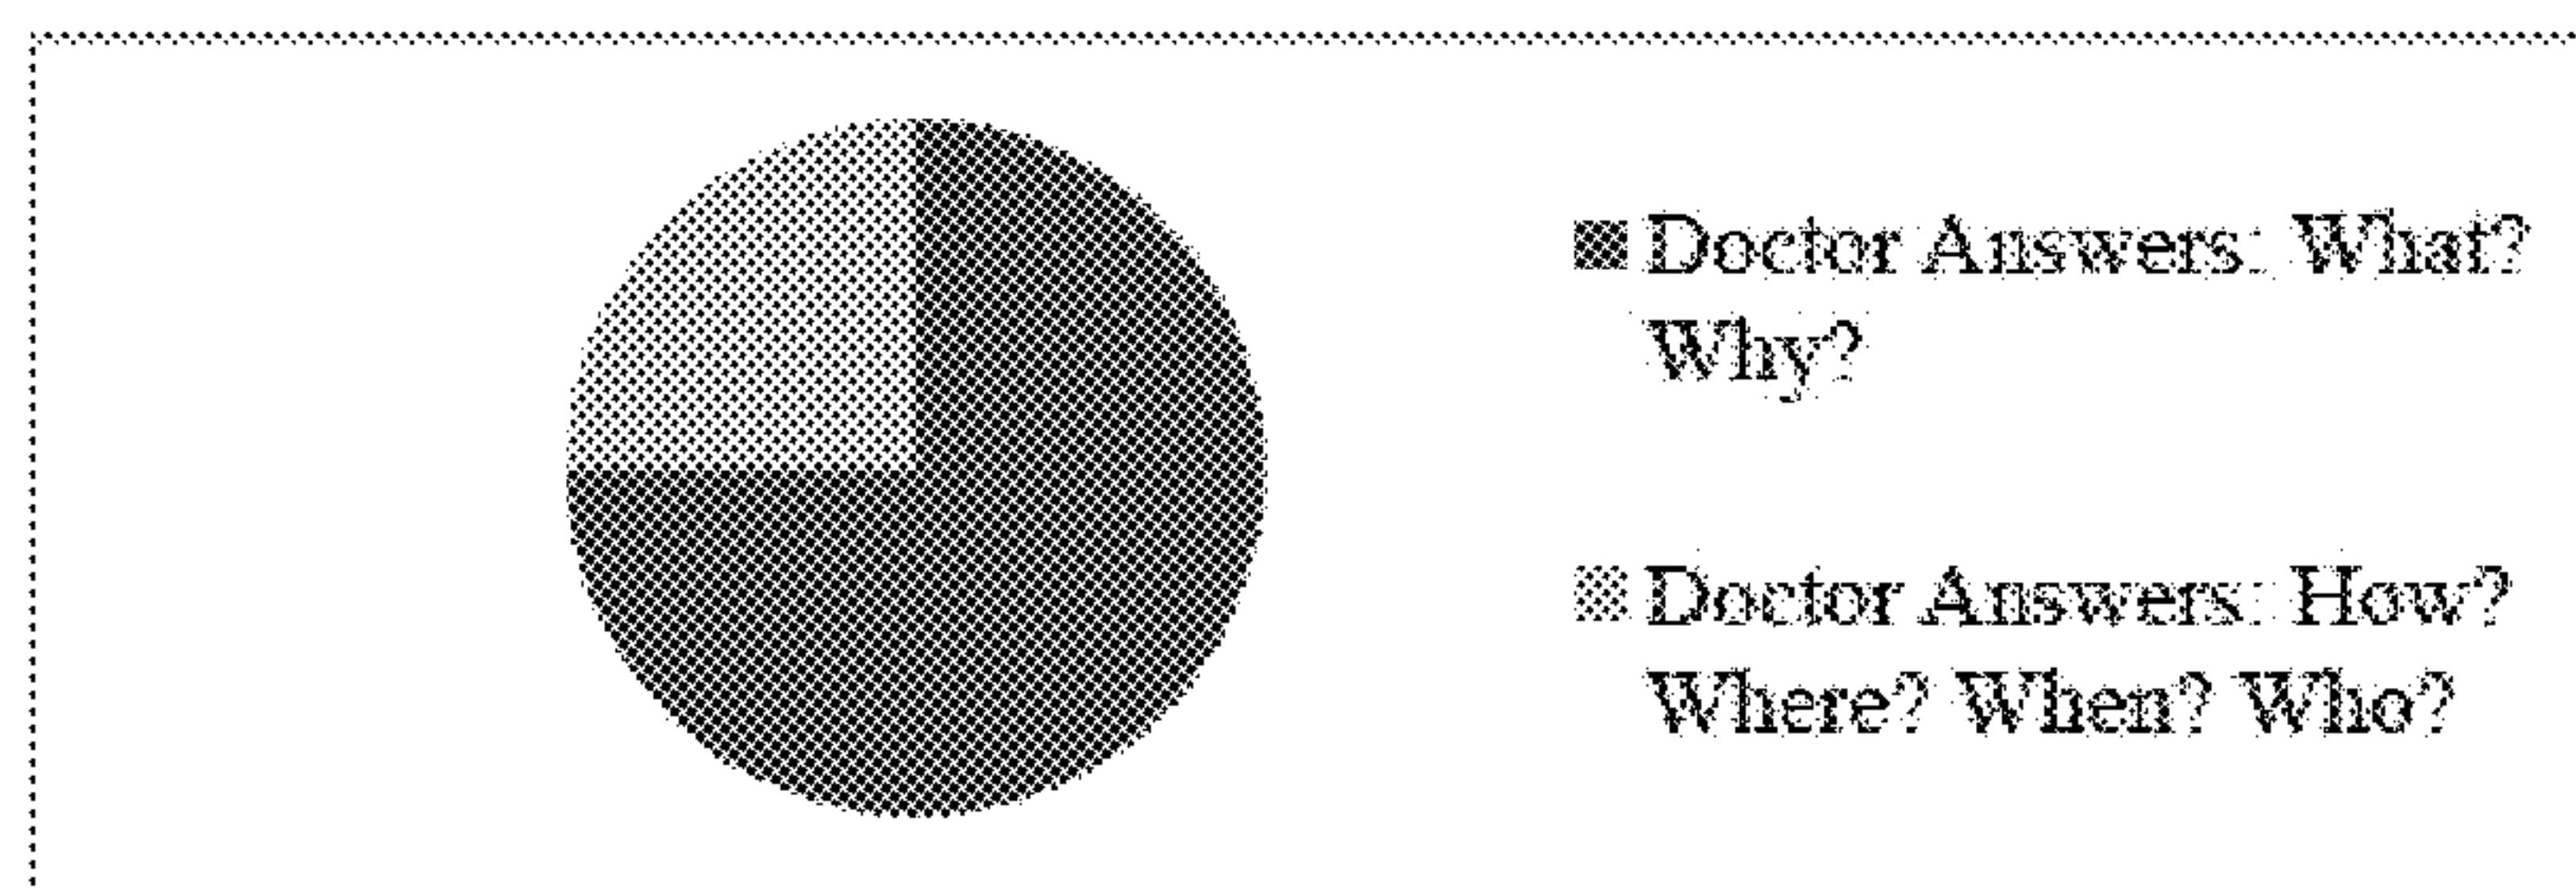 Doctor Answers: What?
Why?
Doctor Answers: How?
Where? When? Who?